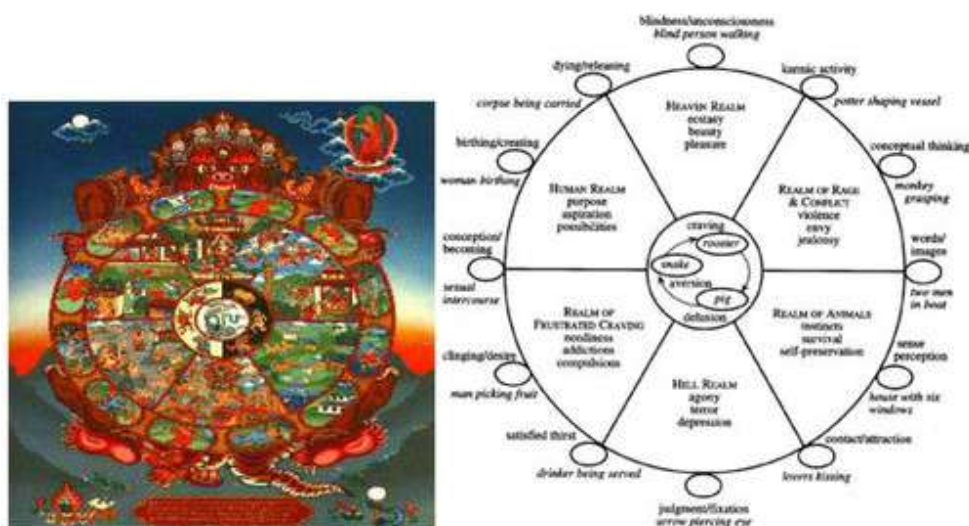 blindness/unconsciousness
blind person walking
karmic activity
potter shaping vessel
conceptual thinking
monkey
grasping
words/
images
two men
in boat
sense
perception
house with six
windows
contact/attraction
lovers kissing
judgment/fixation
arrow piercing eye
satisfied thirst
drinker being served
clinging/desire
man picking fruit
conception/
becoming
sexual
intercourse
birthing/creating
woman birthing
dying/releasing
corpse being carried
HEAVEN REALM
ecstasy
beauty
pleasure
REALM OF RAGE
& CONFLICT
violence
envy
jealousy
REALM OF ANIMALS
instincts
survival
self-preservation
HELL REALM
agony
terror
depression
REALM OF
FRUSTRATED CRAVING
neediness
addictions
compulsions
HUMAN REALM
purpose
aspiration
possibilities
craving
rooster
snake
aversion
pig
delusion